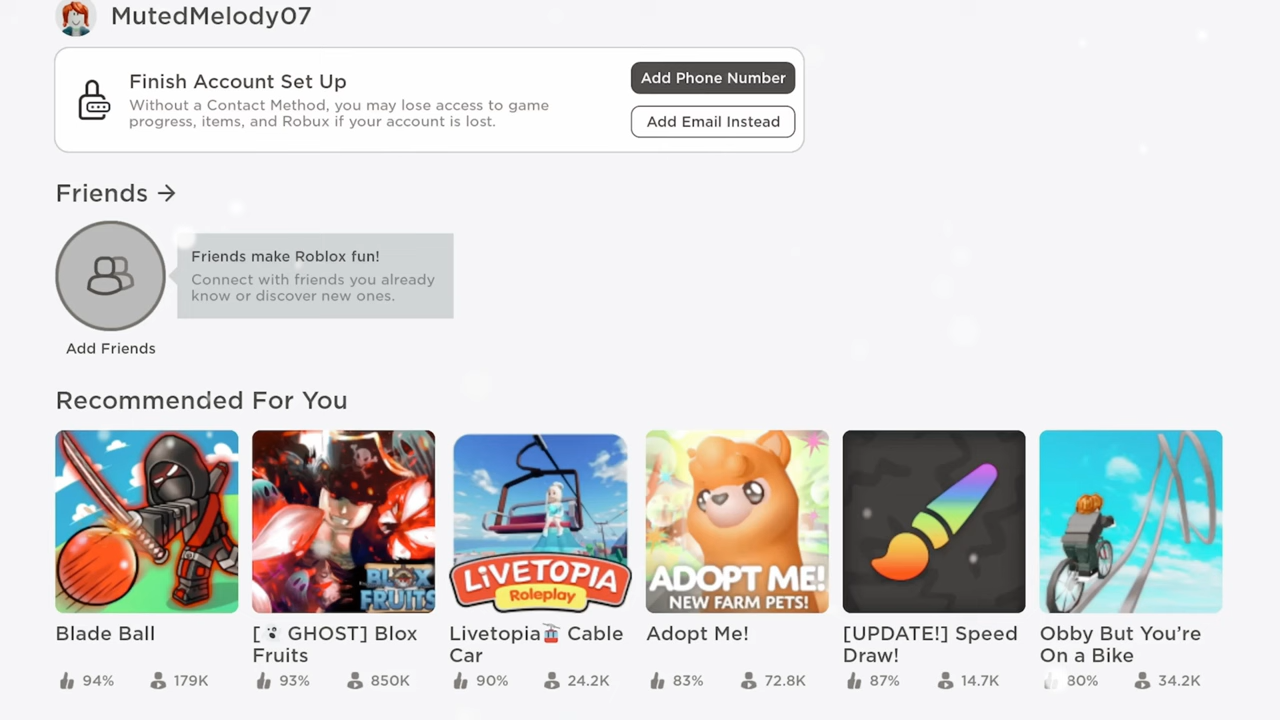 MutedMelody07
Finish Account Set Up
Without a Contact Method, you may lose access to game
progress, items, and Robux if your account is lost.
Add Phone Number
Add Email Instead
Friends →
Friends make Roblox fun!
Connect with friends you already
know or discover new ones.
Add Friends
Recommended For You
BLOX
FRUITS
LIVETOPIA
Roleplay
ADOPT ME!
NEW FARM PETS!
Blade Ball
94% 179K
[👻 GHOST] Blox
Fruits
93% 850K
Livetopia🚡 Cable
Car
90% 24.2K
Adopt Me!
83% 72.8K
[UPDATE!] Speed
Draw!
87% 14.7K
Obby But You’re
On a Bike
80% 34.2K